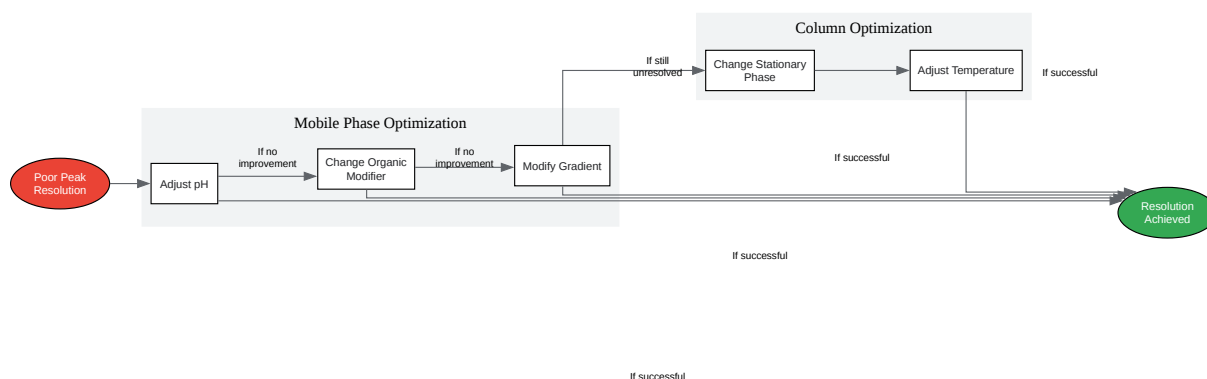 Column Optimization
If still
unresolved
Change Stationary
Phase
Adjust Temperature
If successful
Mobile Phase Optimization
Poor Peak
Resolution
Adjust pH
If no
improvement
Change Organic
Modifier
If no
improvement
Modify Gradient
If successful
Resolution
Achieved
If successful
If successful